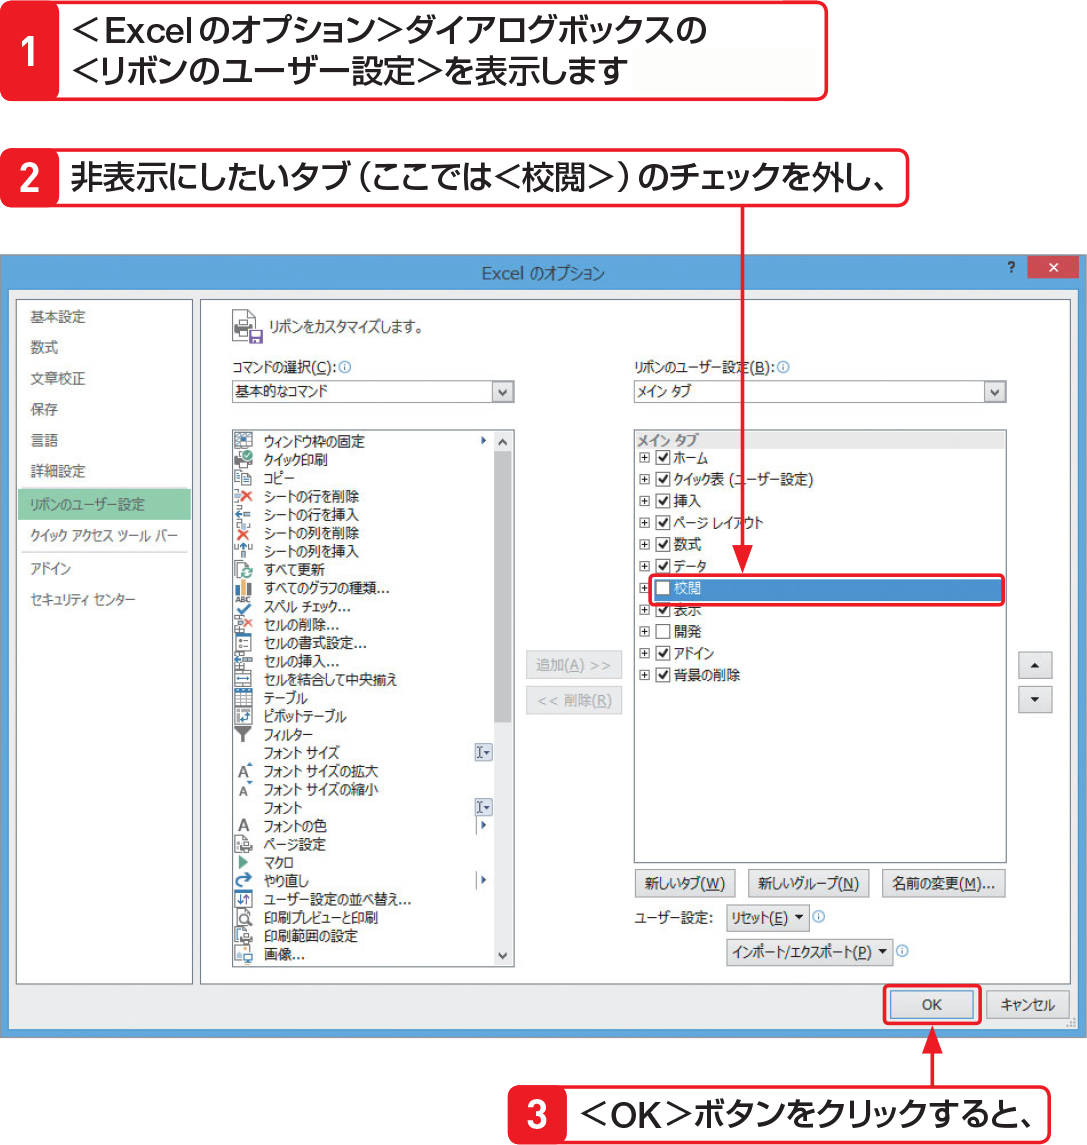 1
＜Excelのオプション＞ダイアログボックスの
＜リボンのユーザー設定＞を表示します
2
非表示にしたいタブ（ここでは＜校閲＞）のチェックを外し、
Excel のオプション
?
×
基本設定
数式
文章校正
保存
言語
詳細設定
リボンのユーザー設定
クイック アクセス ツール バー
アドイン
セキュリティ センター
リボンをカスタマイズします。
コマンドの選択(C):
基本的なコマンド
ウィンドウ枠の固定
クイック印刷
コピー
シートの行を削除
シートの行を挿入
シートの列を削除
シートの列を挿入
すべて更新
すべてのグラフの種類...
スペル チェック...
セルの削除...
セルの書式設定...
セルの挿入...
セルを結合して中央揃え
テーブル
ピボットテーブル
フィルター
フォント サイズ
フォント サイズの拡大
フォント サイズの縮小
フォント
フォントの色
ページ設定
マクロ
やり直し
ユーザー設定の並べ替え...
印刷プレビューと印刷
印刷範囲の設定
画像...
追加(A) >>
<< 削除(R)
リボンのユーザー設定(B):
メイン タブ
メイン タブ
ホーム
クイック表 (ユーザー設定)
挿入
ページ レイアウト
数式
データ
校閲
表示
開発
アドイン
背景の削除
新しいタブ(W)
新しいグループ(N)
名前の変更(M)...
ユーザー設定:
リセット(E)
インポート/エクスポート(P)
OK
キャンセル
3
＜OK＞ボタンをクリックすると、